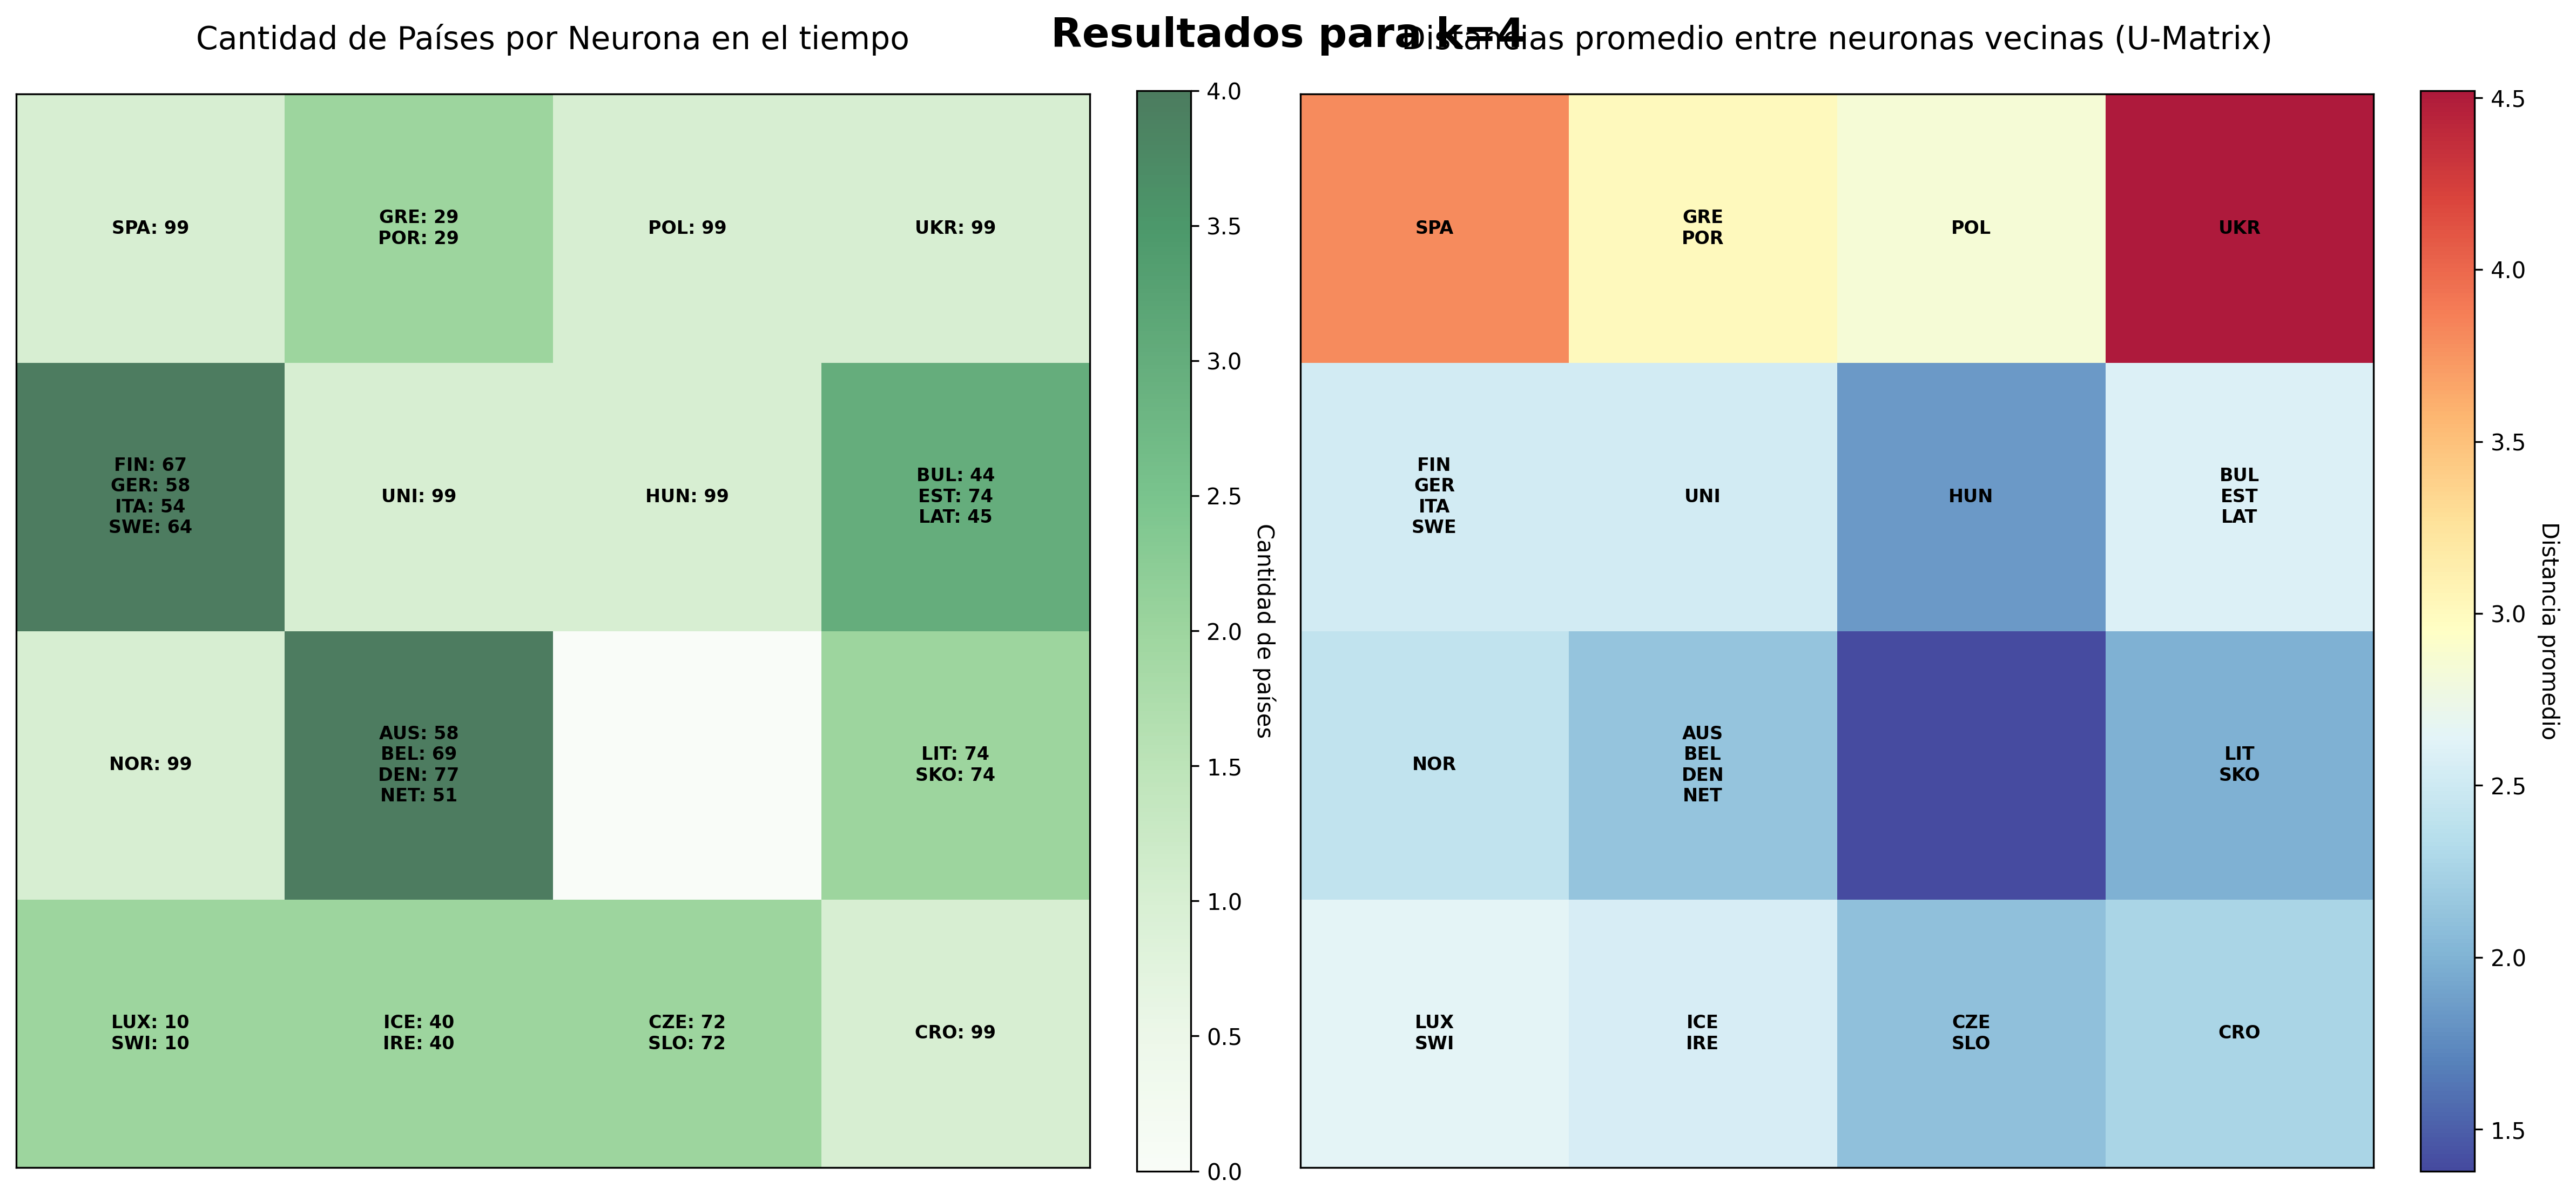 Resultados para k=4
Cantidad de Países por Neurona en el tiempo
SPA: 99
GRE: 29
POR: 29
POL: 99
UKR: 99
FIN: 67
GER: 58
ITA: 54
SWE: 64
UNI: 99
HUN: 99
BUL: 44
EST: 74
LAT: 45
NOR: 99
AUS: 58
BEL: 69
DEN: 77
NET: 51
LIT: 74
SKO: 74
LUX: 10
SWI: 10
ICE: 40
IRE: 40
CZE: 72
SLO: 72
CRO: 99
4.0
3.5
3.0
2.5
2.0
1.5
1.0
0.5
0.0
Cantidad de países
Distancias promedio entre neuronas vecinas (U-Matrix)
SPA
GRE
POR
POL
UKR
FIN
GER
ITA
SWE
UNI
HUN
BUL
EST
LAT
NOR
AUS
BEL
DEN
NET
LIT
SKO
LUX
SWI
ICE
IRE
CZE
SLO
CRO
4.5
4.0
3.5
3.0
2.5
2.0
1.5
Distancia promedio